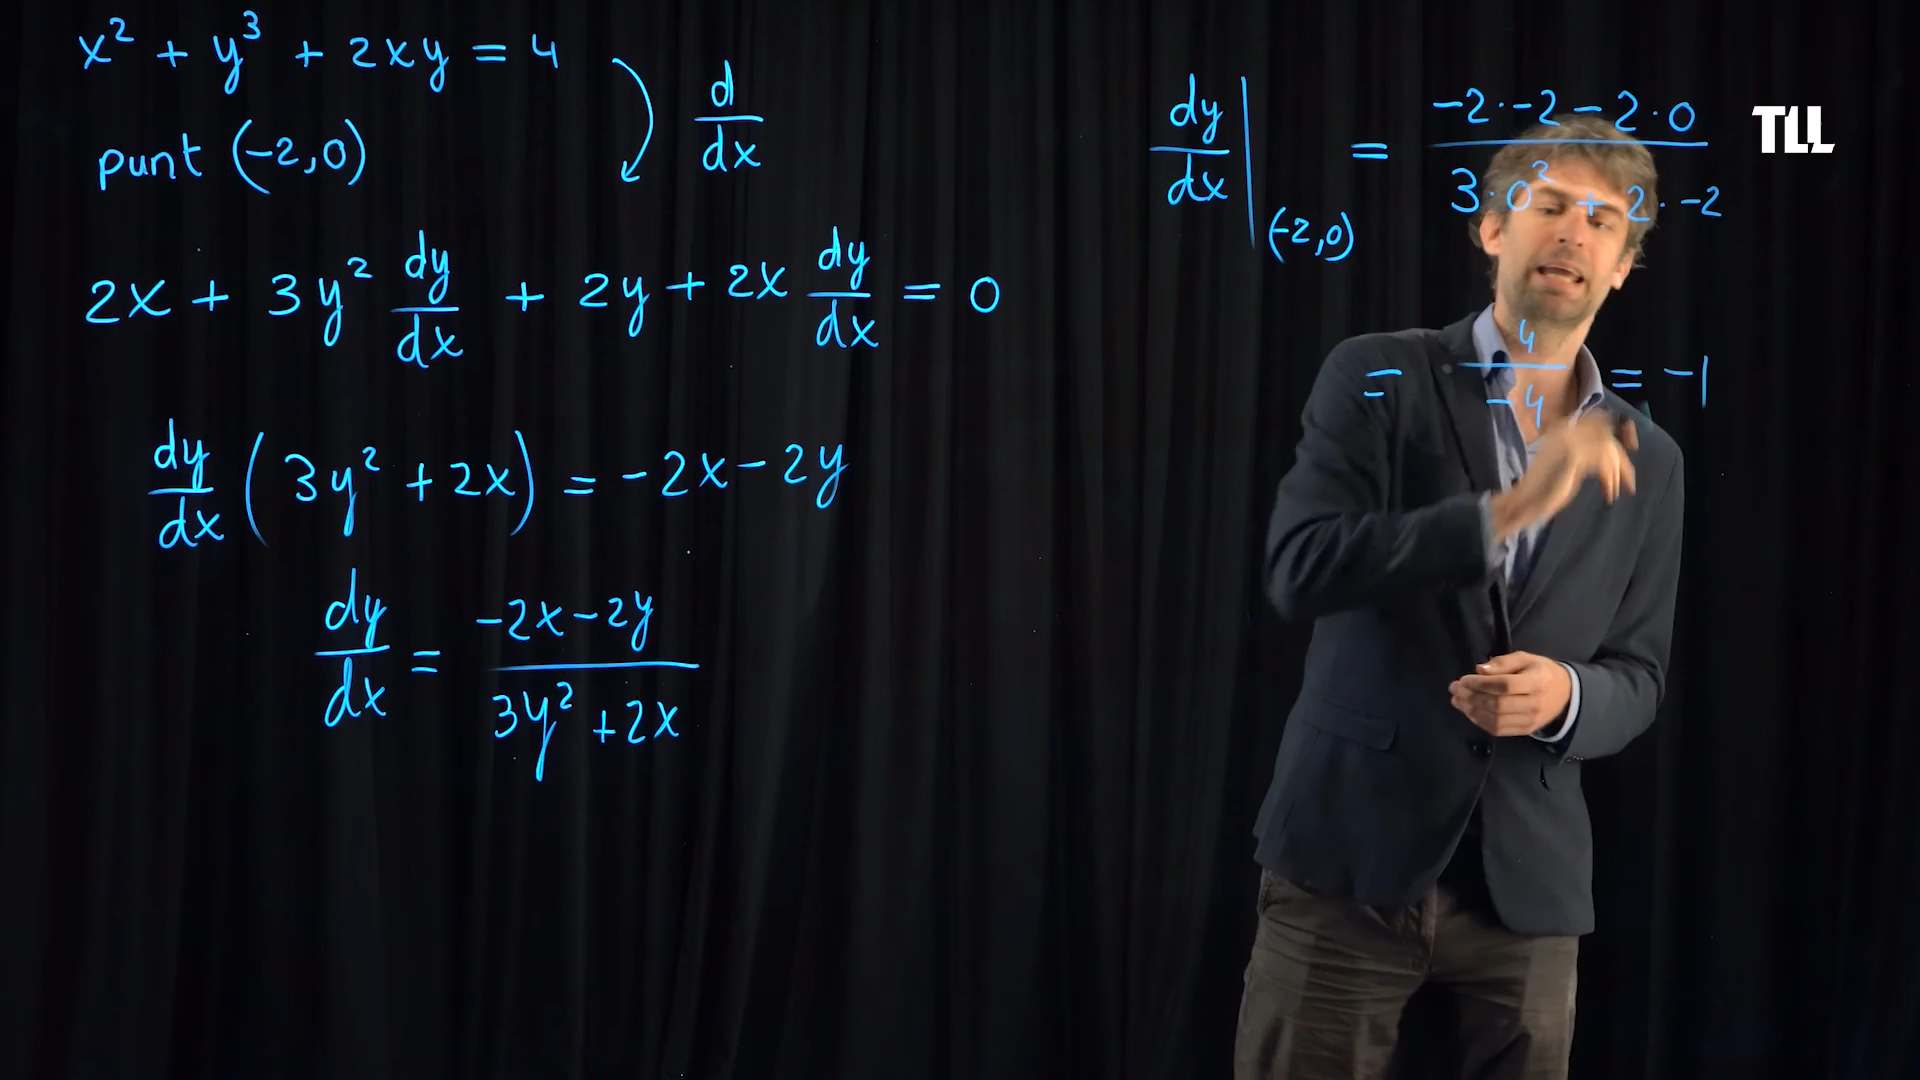 x² + y³ + 2xy = 4
d/dx
punt (-2,0)
2x + 3y² dy/dx + 2y + 2x dy/dx = 0
dy/dx (3y² + 2x) = -2x - 2y
dy/dx = (-2x - 2y)/(3y² + 2x)
dy/dx |(-2,0) = (-2·-2 - 2·0)/(3·0² + 2·-2)
= 4/-4 = -1
TLL